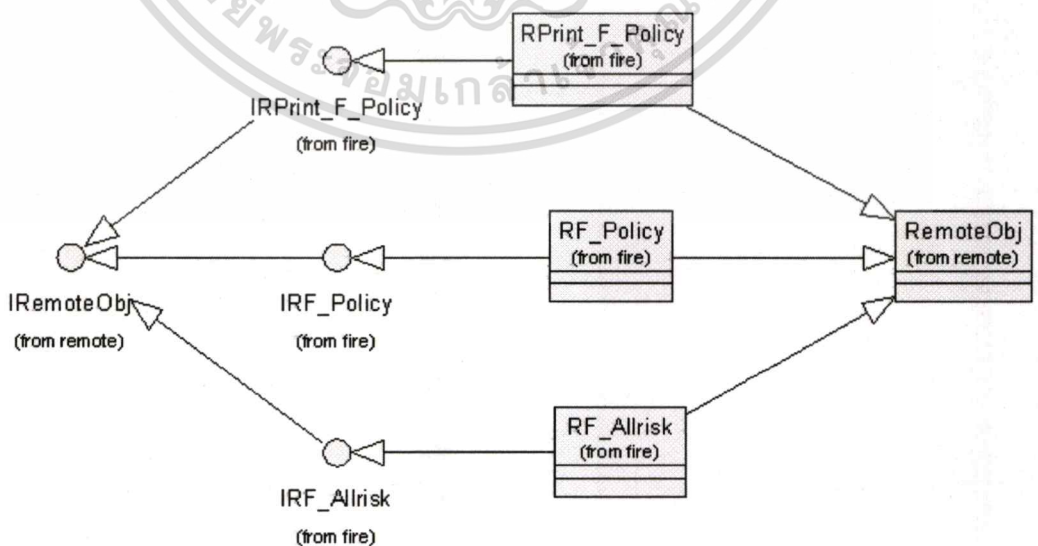 RPrint_F_Policy
(from fire)
IRPrint_F_Policy
(from fire)
RF_Policy
(from fire)
RemoteObj
(from remote)
IRemoteObj
(from remote)
IRF_Policy
(from fire)
RF_Allrisk
(from fire)
IRF_Allrisk
(from fire)